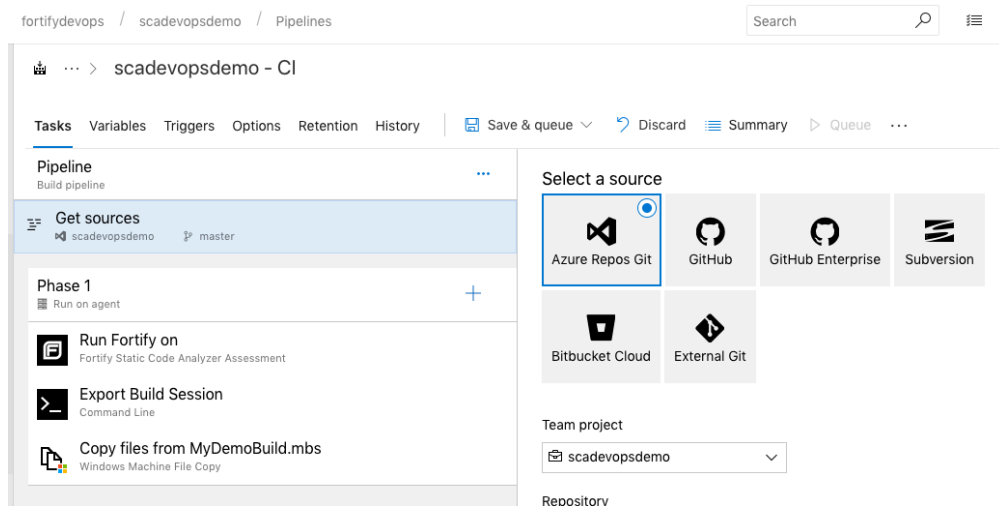 fortifydevops / scadevopsdemo / Pipelines
Search
··· > scadevopsdemo - CI
Tasks Variables Triggers Options Retention History Save & queue Discard Summary Queue ···
Pipeline
Build pipeline
Get sources
scadevopsdemo master
Phase 1
Run on agent
Run Fortify on
Fortify Static Code Analyzer Assessment
Export Build Session
Command Line
Copy files from MyDemoBuild.mbs
Windows Machine File Copy
Select a source
Azure Repos Git GitHub GitHub Enterprise Subversion
Bitbucket Cloud External Git
Team project
scadevopsdemo
Repository